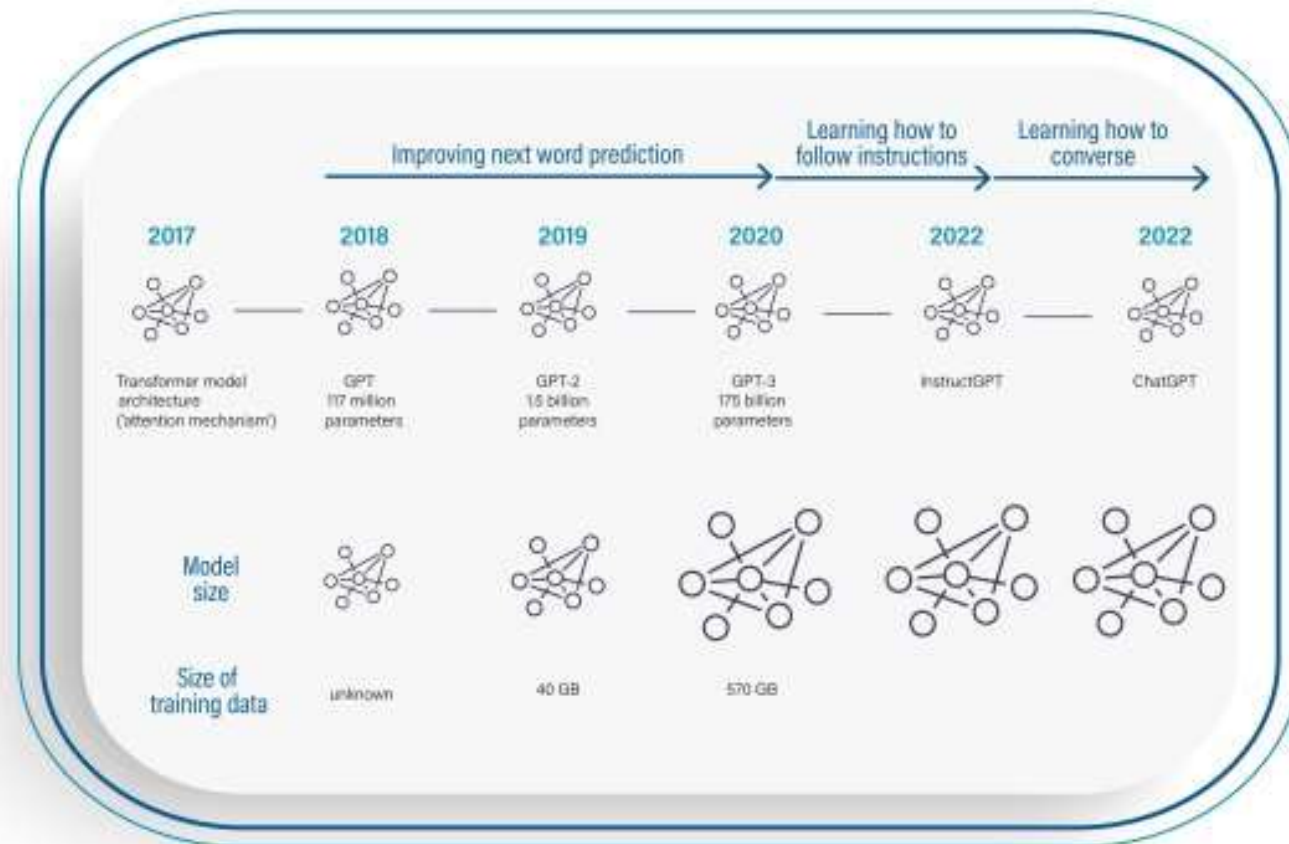 Improving next word prediction
Learning how to
follow instructions
Learning how to
converse
2017
2018
2019
2020
2022
2022
Transformer model
architecture
('attention mechanism')
GPT
117 million
parameters
GPT-2
1.5 billion
parameters
GPT-3
175 billion
parameters
InstructGPT
ChatGPT
Model
size
Size of
training data
unknown
40 GB
570 GB